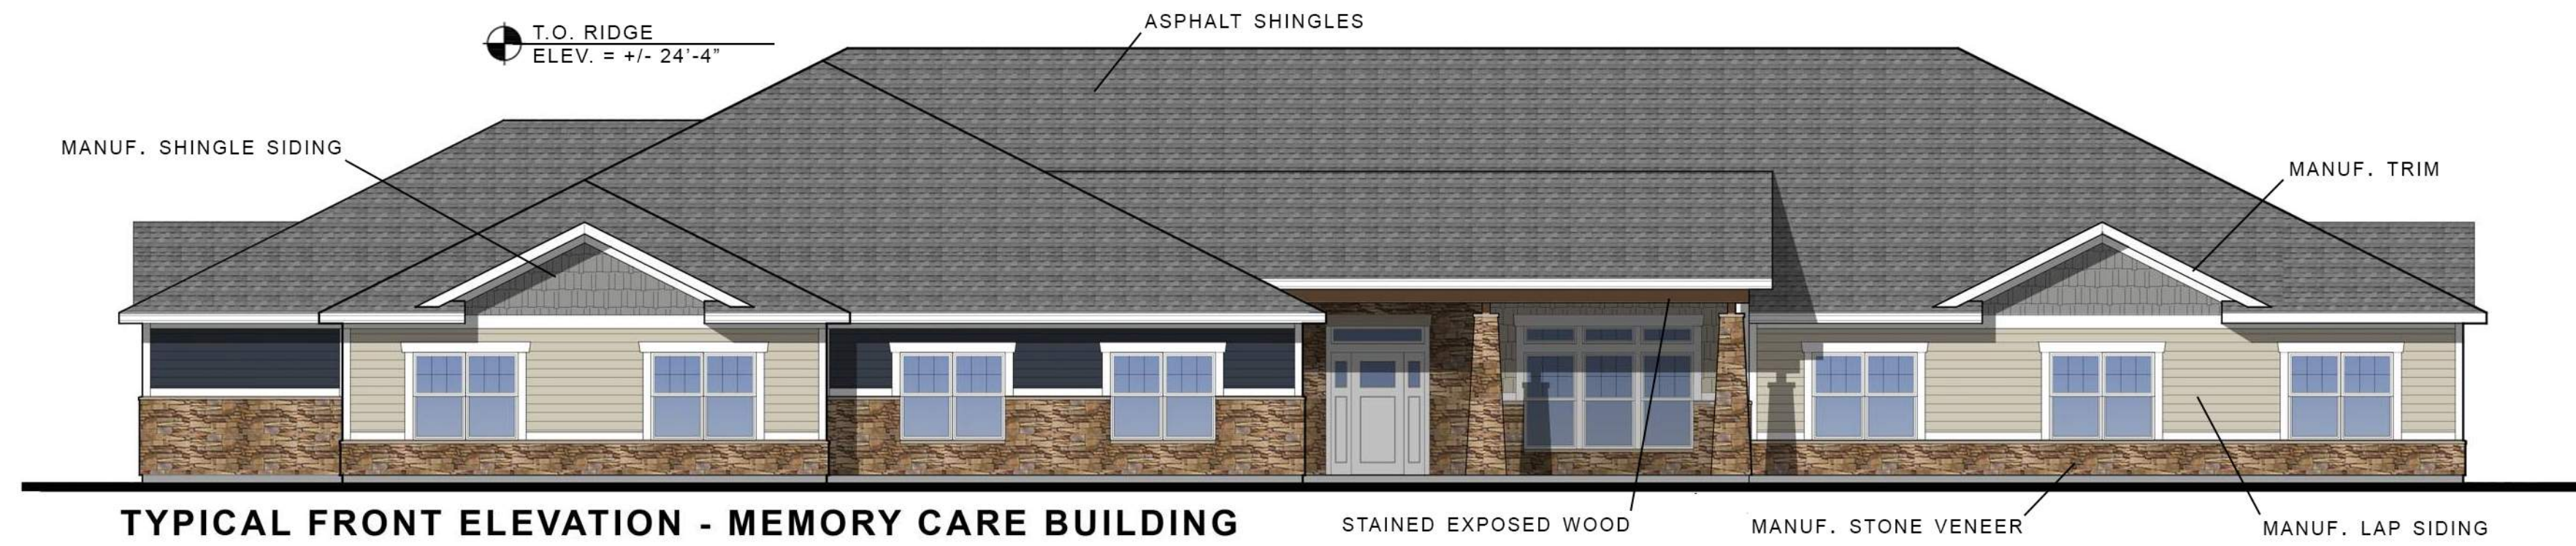 ASPHALT SHINGLES
T.O. RIDGE
ELEV. = +/- 24'-4"
MANUF. SHINGLE SIDING
MANUF. TRIM
TYPICAL FRONT ELEVATION - MEMORY CARE BUILDING
STAINED EXPOSED WOOD
MANUF. STONE VENEER
MANUF. LAP SIDING